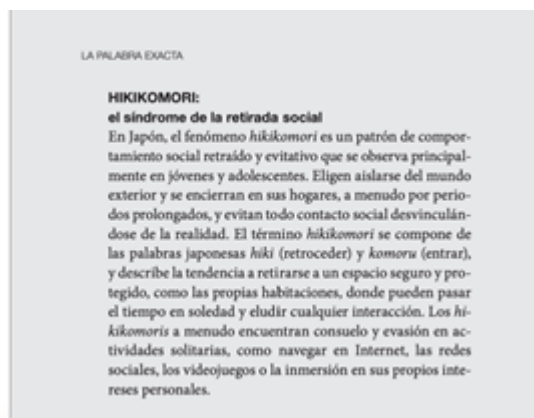 LA PALABRA EXACTA
HIKIKOMORI:
el síndrome de la retirada social
En Japón, el fenómeno hikikomori es un patrón de compor-
tamiento social retraído y evitativo que se observa principal-
mente en jóvenes y adolescentes. Eligen aislarse del mundo
exterior y se encierran en sus hogares, a menudo por perio-
dos prolongados, y evitan todo contacto social desvinculán-
dose de la realidad. El término hikikomori se compone de
las palabras japonesas hiki (retroceder) y komoru (entrar),
y describe la tendencia a retirarse a un espacio seguro y pro-
tegido, como las propias habitaciones, donde pueden pasar
el tiempo en soledad y eludir cualquier interacción. Los hi-
kikomoris a menudo encuentran consuelo y evasión en ac-
tividades solitarias, como navegar en Internet, las redes
sociales, los videojuegos o la inmersión en sus propios inte-
reses personales.